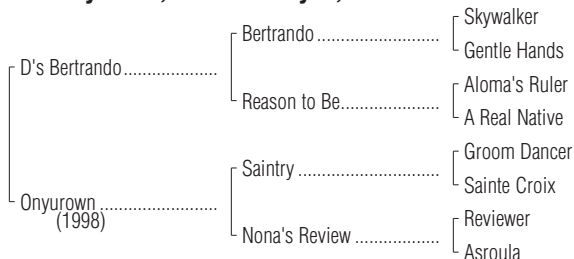 Skywalker
Bertrando
Gentle Hands
D's Bertrando
Aloma's Ruler
Reason to Be
A Real Native
Groom Dancer
Saintry
Sainte Croix
Onyurown
(1998)
Reviewer
Nona's Review
Asroula